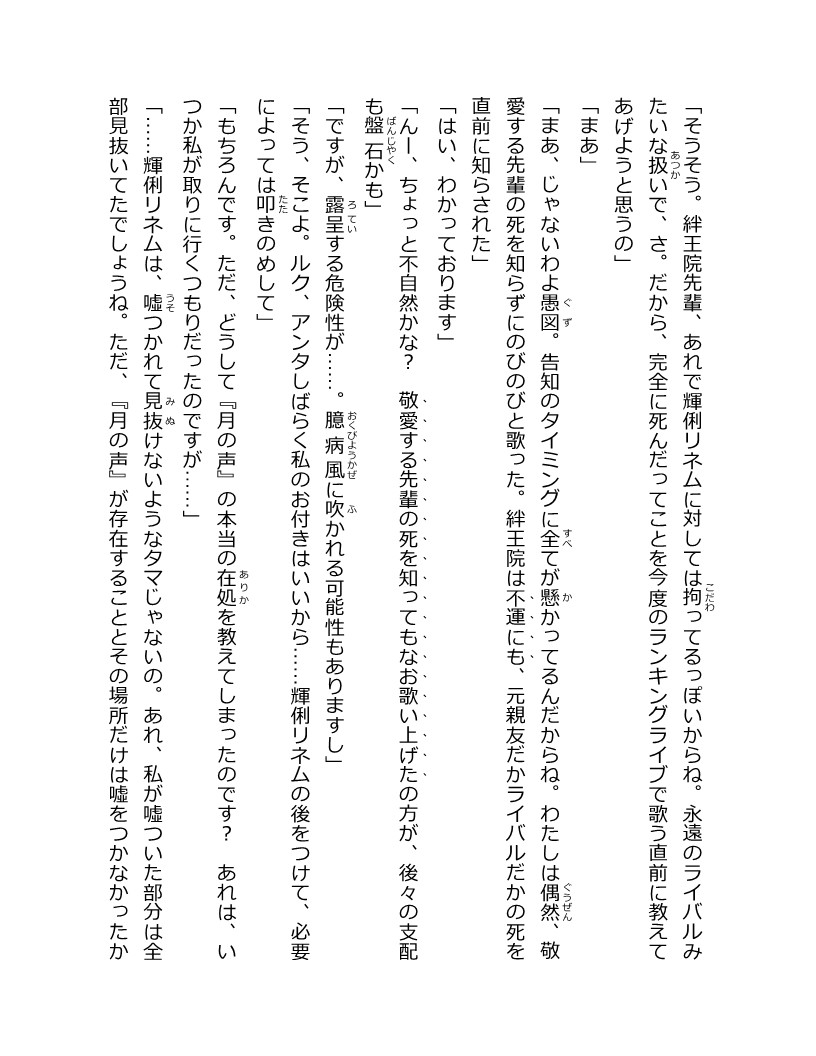 「そうそう。絆王院先輩、あれで輝俐リネムに対しては拘ってるっぽいからね。永遠のライバルみ
たいな扱いで、さ。だから、完全に死んだってことを今度のランキングライブで歌う直前に教えて
あげようと思うの」
「まあ」
「まあ、じゃないわよ愚図。告知のタイミングに全てが懸かってるんだからね。わたしは偶然、敬
愛する先輩の死を知らずにのびのびと歌った。絆王院は不運にも、元親友だかライバルだかの死を
直前に知らされた」
「はい、わかっております」
「んー、ちょっと不自然かな？　敬愛する先輩の死を知ってもなお歌い上げたの方が、後々の支配
も盤石かも」
「ですが、露呈する危険性が……。臆病風に吹かれる可能性もありますし」
「そう、そこよ。ルク、アンタしばらく私のお付きはいいから……輝俐リネムの後をつけて、必要
によっては叩きのめして」
「もちろんです。ただ、どうして『月の声』の本当の在処を教えてしまったのです？　あれは、い
つか私が取りに行くつもりだったのですが……」
「……輝俐リネムは、嘘つかれて見抜けないようなタマじゃないの。あれ、私が嘘ついた部分は全
部見抜いてたでしょうね。ただ、『月の声』が存在することとその場所だけは嘘をつかなかったか